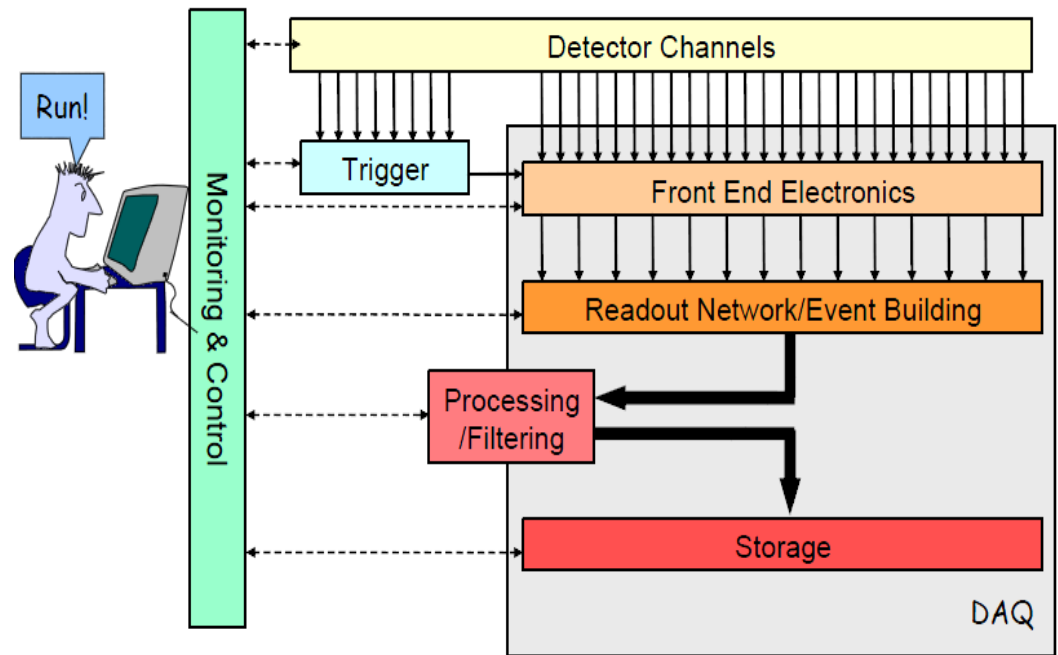 Detector Channels
Run!
Trigger
Front End Electronics
Monitoring & Control
Readout Network/Event Building
Processing
/Filtering
Storage
DAQ